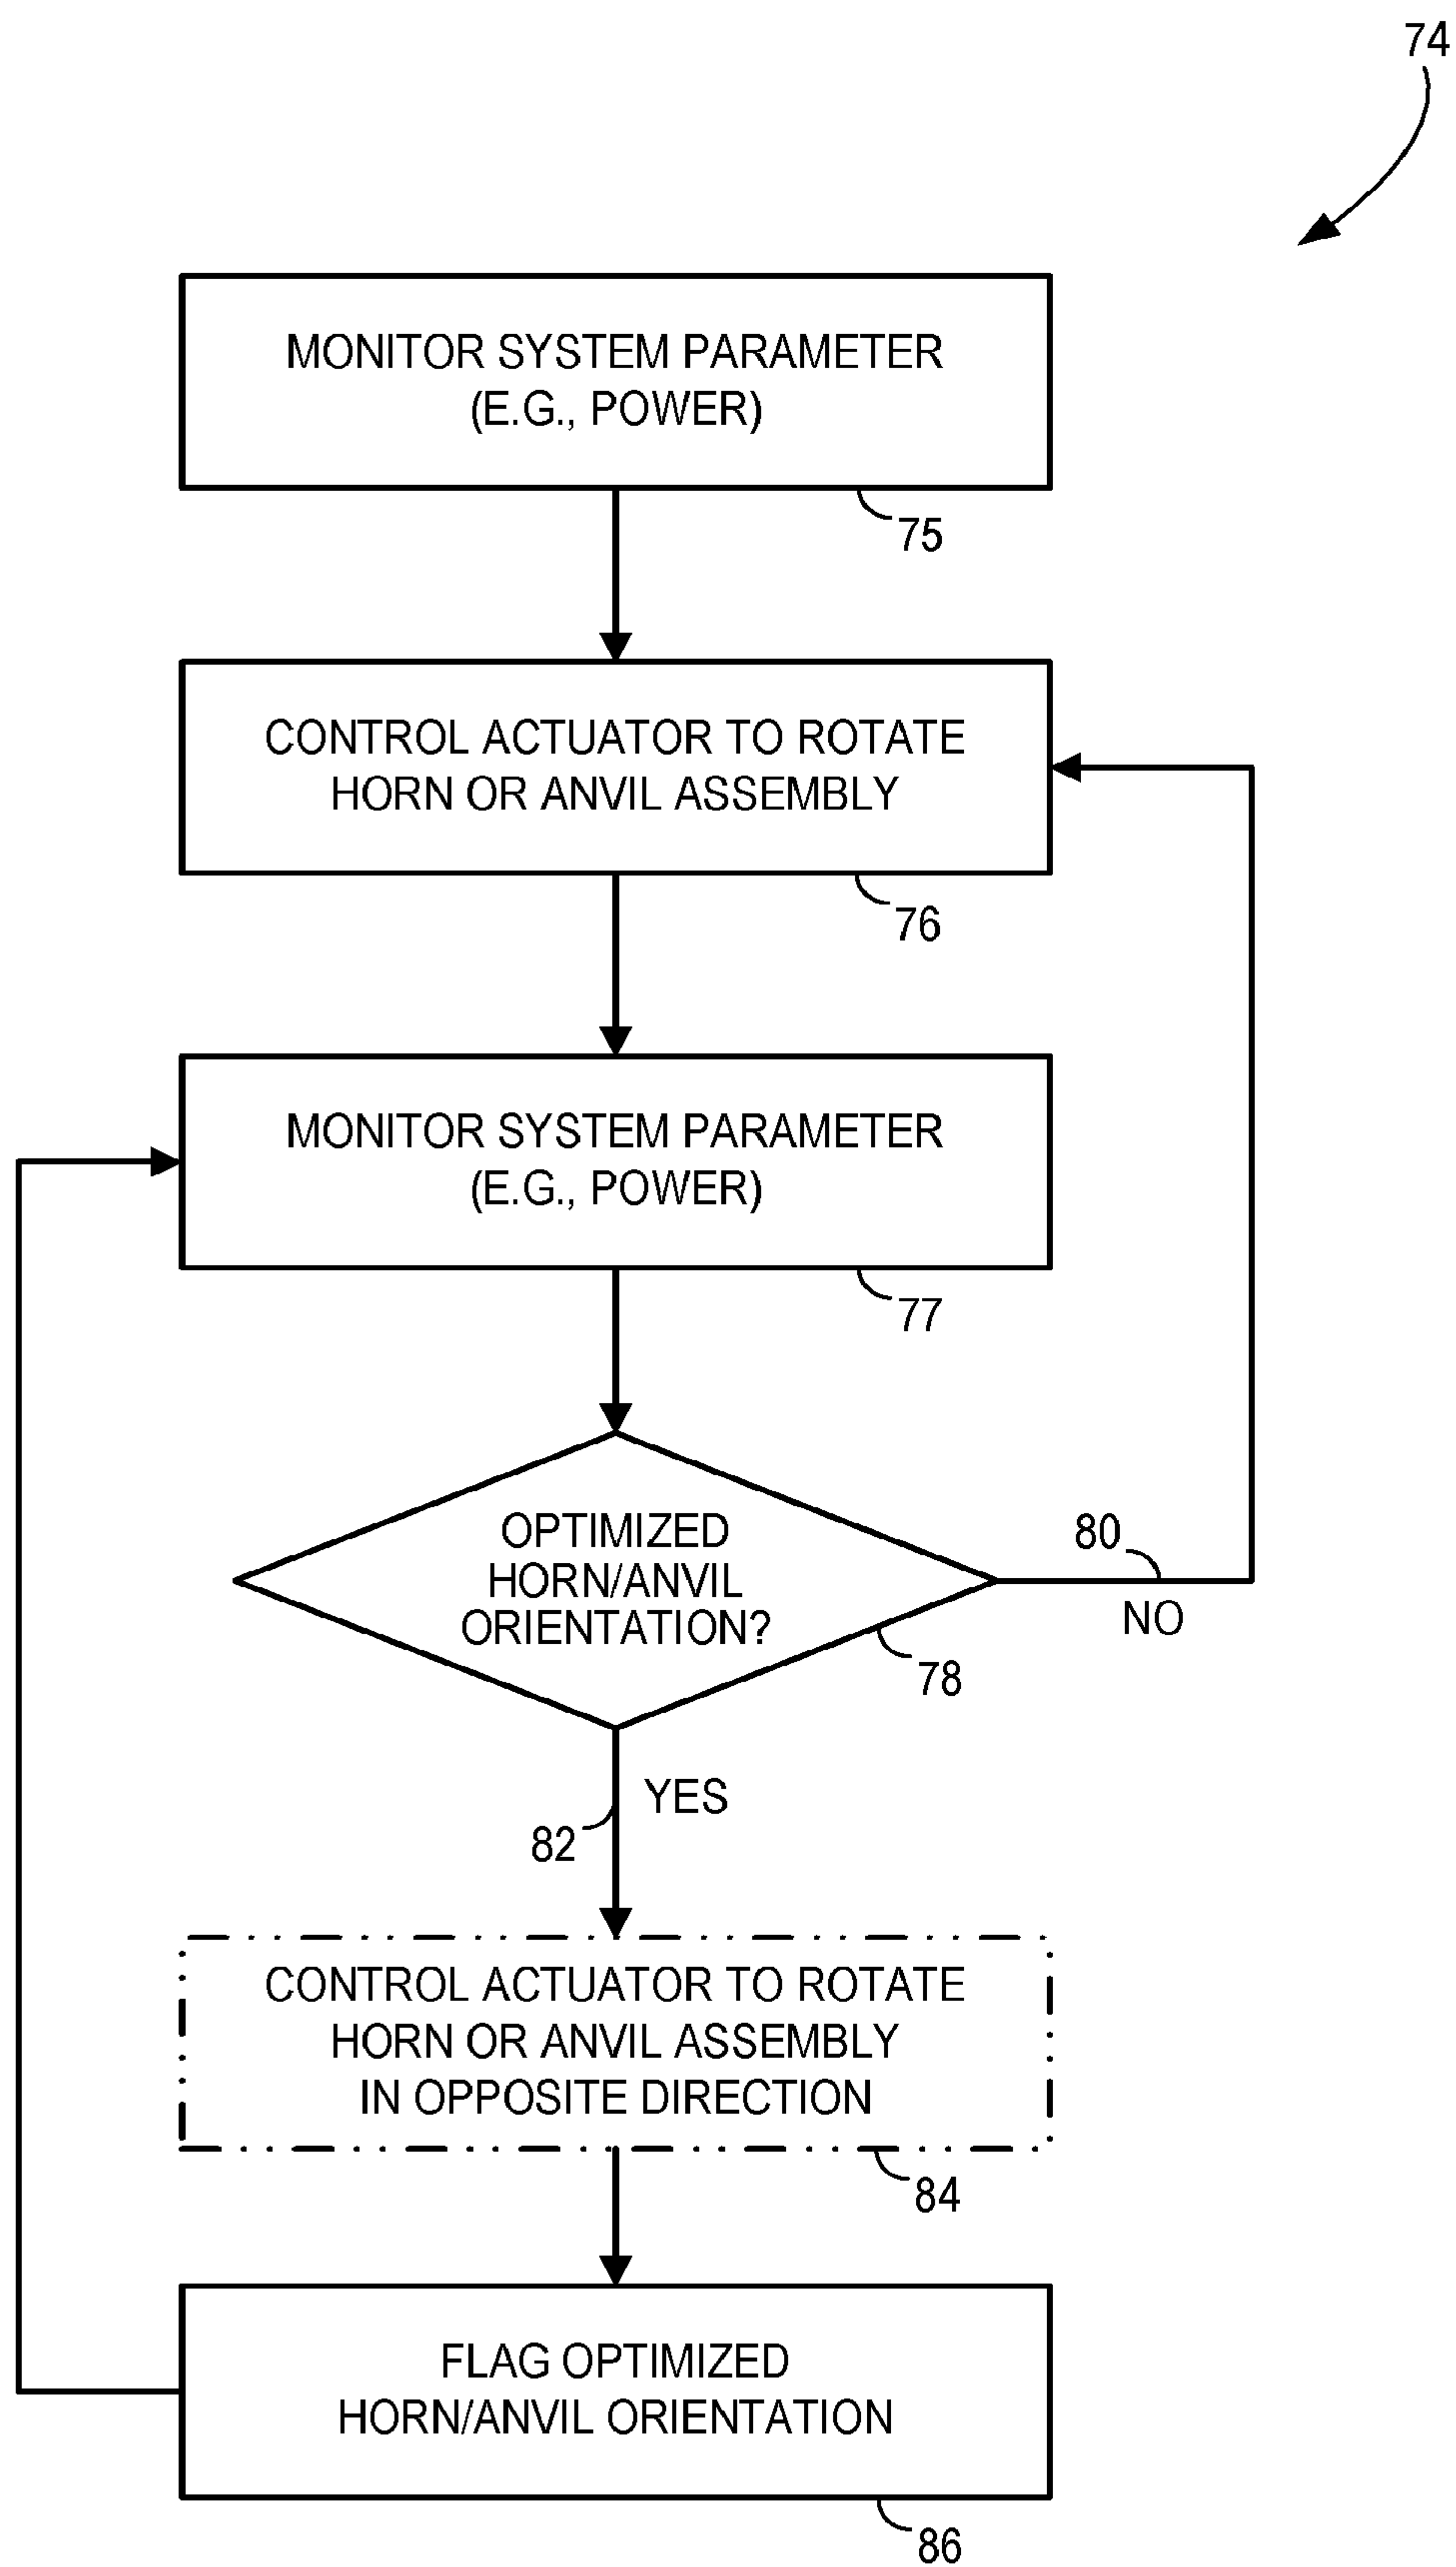 74
MONITOR SYSTEM PARAMETER
(E.G., POWER)
75
CONTROL ACTUATOR TO ROTATE
HORN OR ANVIL ASSEMBLY
76
MONITOR SYSTEM PARAMETER
(E.G., POWER)
77
OPTIMIZED
HORN/ANVIL
ORIENTATION?
80
NO
78
YES
82
CONTROL ACTUATOR TO ROTATE
HORN OR ANVIL ASSEMBLY
IN OPPOSITE DIRECTION
84
FLAG OPTIMIZED
HORN/ANVIL ORIENTATION
86